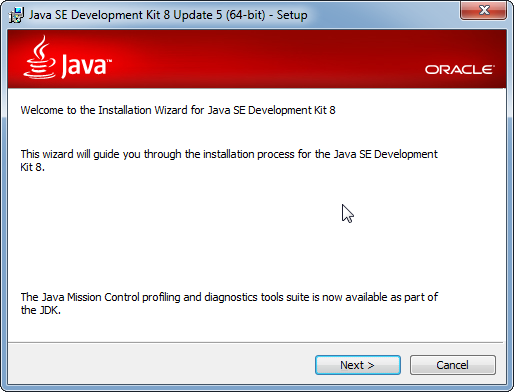 Java SE Development Kit 8 Update 5 (64-bit) - Setup
Java™
ORACLE®
Welcome to the Installation Wizard for Java SE Development Kit 8
This wizard will guide you through the installation process for the Java SE Development
Kit 8.
The Java Mission Control profiling and diagnostics tools suite is now available as part of
the JDK.
Next >
Cancel